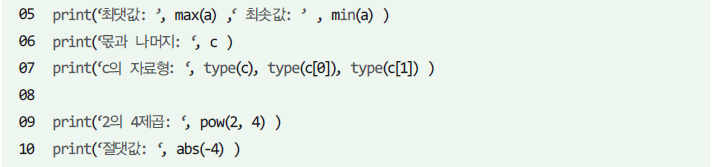 05 print(‘최댓값: ’, max(a) ,‘ 최솟값: ’ , min(a) )
06 print(‘몫과 나머지: ‘, c )
07 print(‘c의 자료형: ‘, type(c), type(c[0]), type(c[1]) )
08
09 print(‘2의 4제곱: ‘, pow(2, 4) )
10 print(‘절댓값: ‘, abs(-4) )